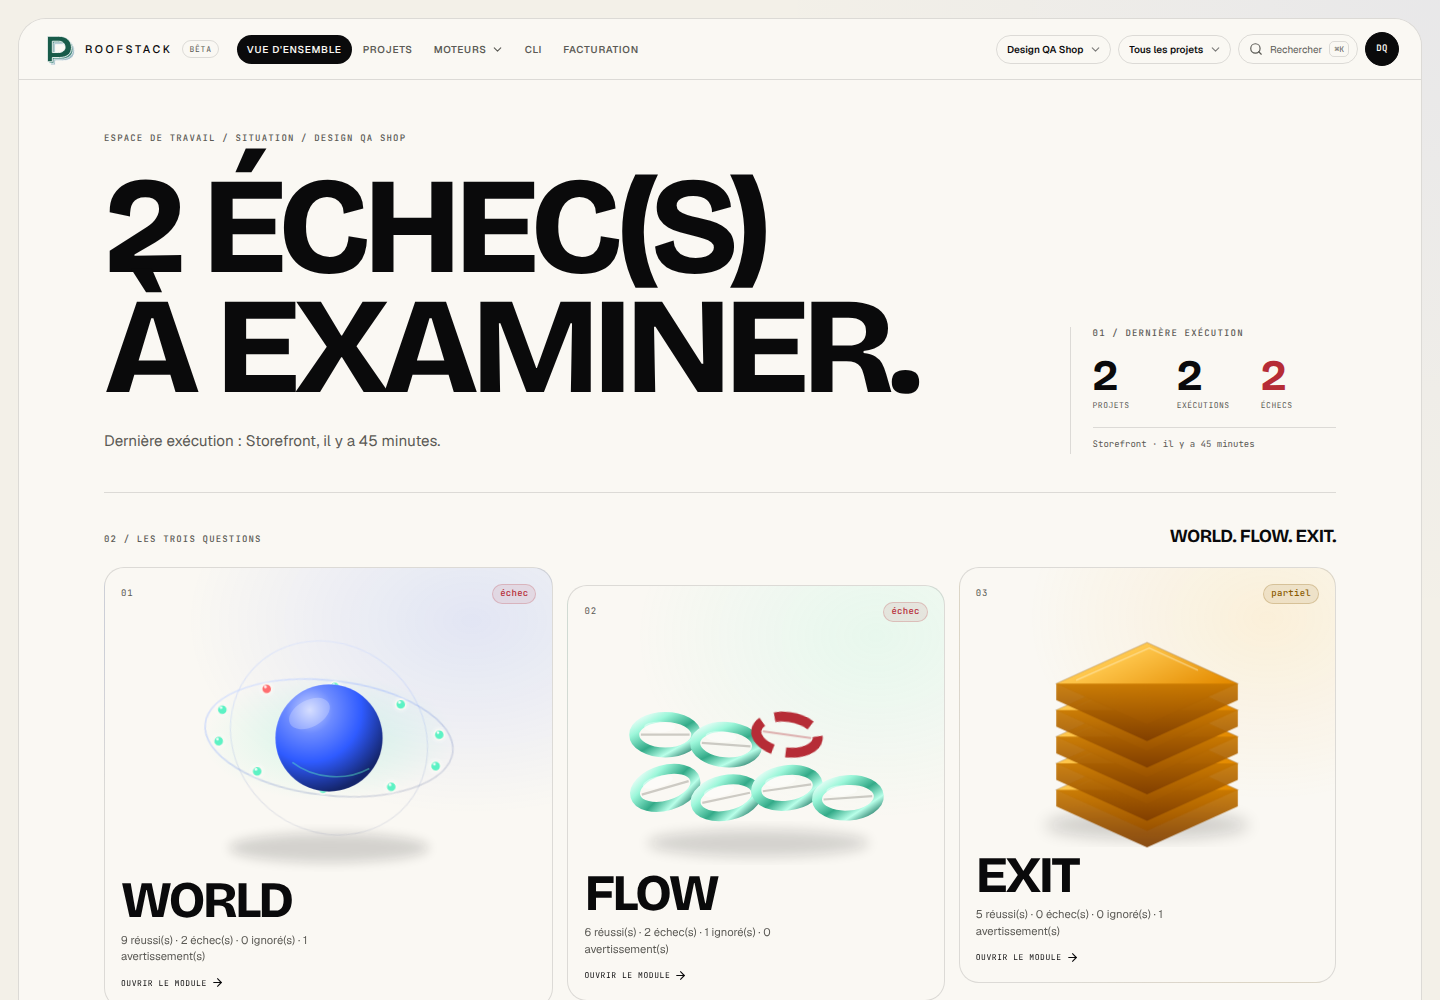 ROOFSTACK
BÉTA
VUE D'ENSEMBLE
PROJETS
MOTEURS
CLI
FACTURATION
Design QA Shop
Tous les projets
Rechercher
⌘K
DQ
ESPACE DE TRAVAIL / SITUATION / DESIGN QA SHOP
2 ÉCHEC(S)
À EXAMINER.
Dernière exécution : Storefront, il y a 45 minutes.
01 / DERNIÈRE EXÉCUTION
2 2 2
PROJETS EXÉCUTIONS ÉCHECS
Storefront · il y a 45 minutes
02 / LES TROIS QUESTIONS
WORLD. FLOW. EXIT.
01
échec
WORLD
9 réussi(s) · 2 échec(s) · 0 ignoré(s) · 1
avertissement(s)
OUVRIR LE MODULE →
02
échec
FLOW
6 réussi(s) · 2 échec(s) · 1 ignoré(s) · 0
avertissement(s)
OUVRIR LE MODULE →
03
partiel
EXIT
5 réussi(s) · 0 échec(s) · 0 ignoré(s) · 1
avertissement(s)
OUVRIR LE MODULE →